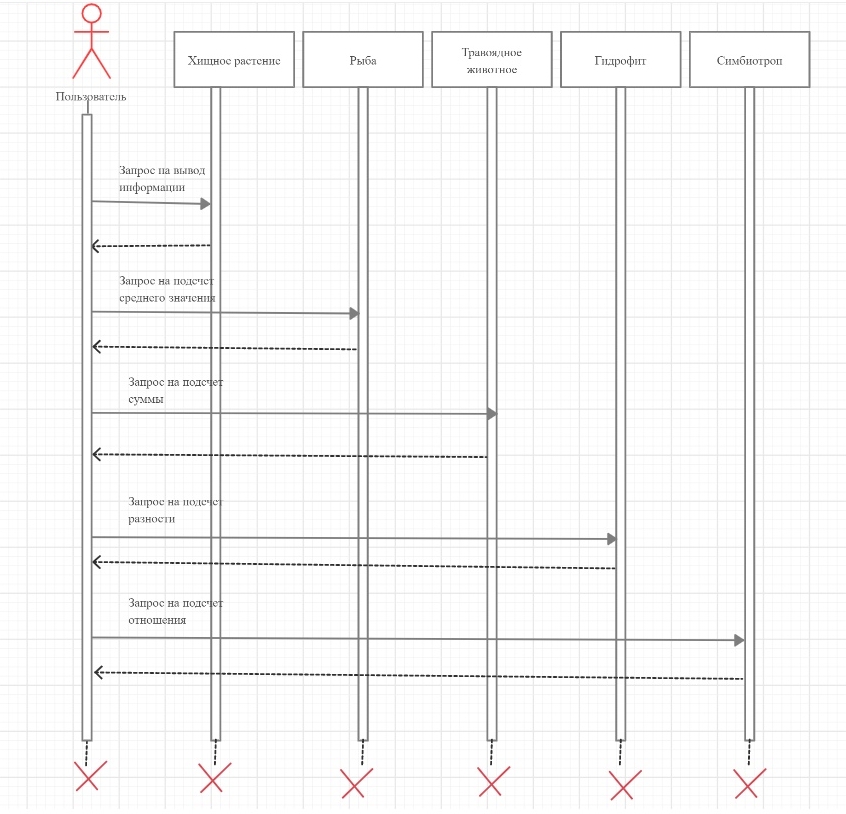 Хищное растение
Рыба
Травоядное
животное
Гидрофит
Симбиотроп
Пользователь
Запрос на вывод
информации
Запрос на подсчет
среднего значения
Запрос на подсчет
суммы
Запрос на подсчет
разности
Запрос на подсчет
отношения